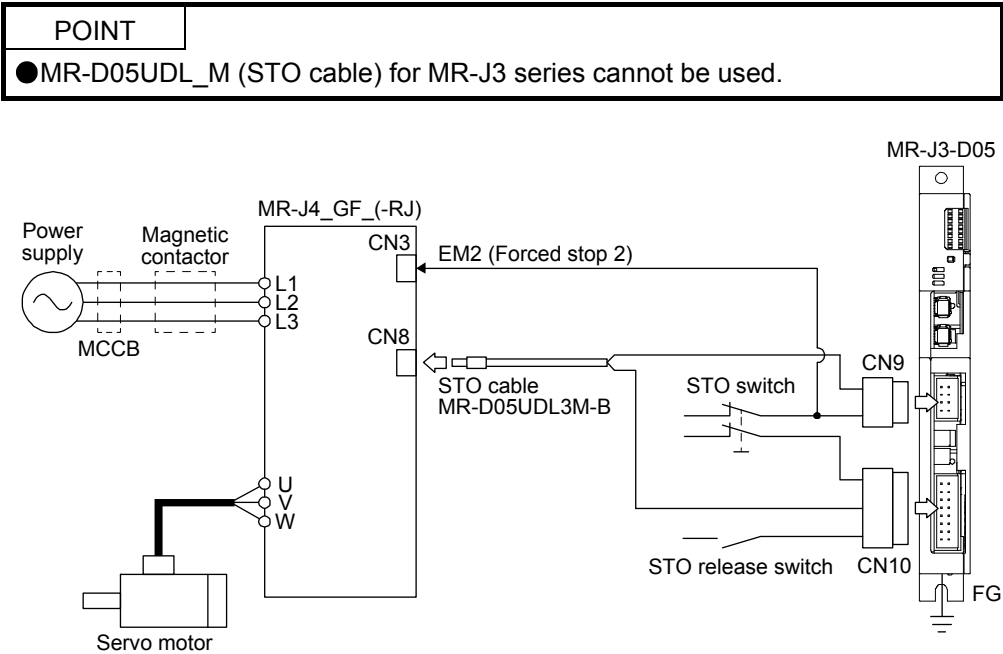 POINT
●MR-D05UDL_M (STO cable) for MR-J3 series cannot be used.
MR-J3-D05
MR-J4_GF_(-RJ)
Power
supply
Magnetic
contactor
CN3
EM2 (Forced stop 2)
L1
L2
L3
MCCB
CN8
STO cable
MR-D05UDL3M-B
STO switch
CN9
U
V
W
STO release switch
CN10
FG
Servo motor